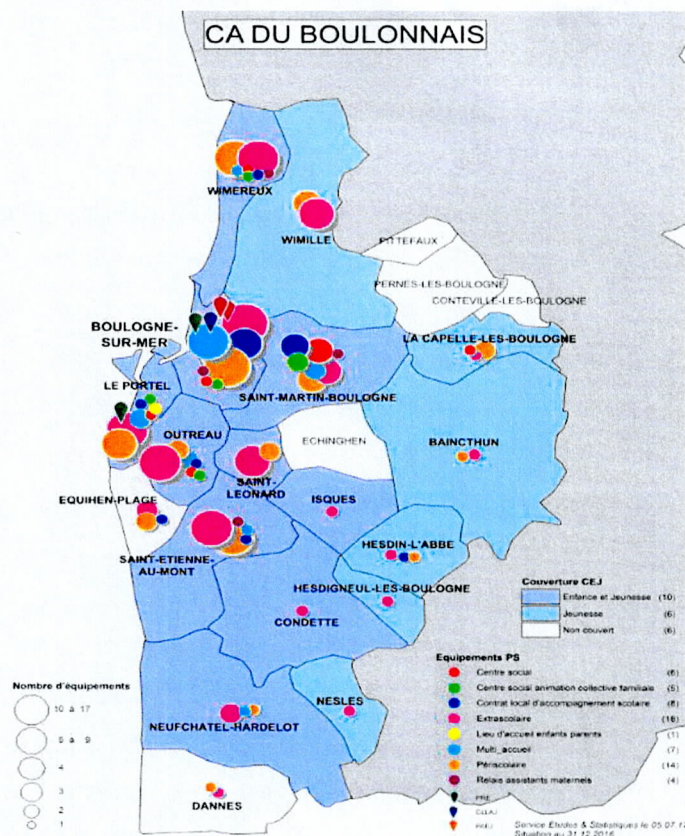 CA DU BOULONNAIS
WIMEREUX
WIMILLE
PITTEFAUX
PERNES-LES-BOULOGNE
CONTEVILLE-LES-BOULOGNE
BOULOGNE-
SUR-MER
LA CAPELLE-LES-BOULOGNE
LE PORTEL
SAINT-MARTIN-BOULOGNE
OUTREAU
ECHINGHEN
BAINCTHUN
SAINT-
LEONARD
EQUIHEN-PLAGE
ISQUES
HESDIN-L'ABBE
SAINT-ETIENNE-
AU-MONT
HESDIGNEUL-LES-BOULOGNE
CONDETTE
NESLES
NEUFCHATEL-HARDELOT
DANNES
Couverture CEJ
Enfance et Jeunesse (10)
Jeunesse (6)
Non couvert (6)
Equipements PS
Centre social (6)
Centre social animation collective familiale (5)
Contrat local d'accompagnement scolaire (8)
Extrascolaire (18)
Lieu d'accueil enfants parents (1)
Multi_accueil (7)
Périscolaire (14)
Relais assistants maternels (4)
PRE
Nombre d'équipements
10 à 17
5 à 9
4
3
2
1
Service Etudes & Statistiques le 05.07.17
Situation au 31.12.2016